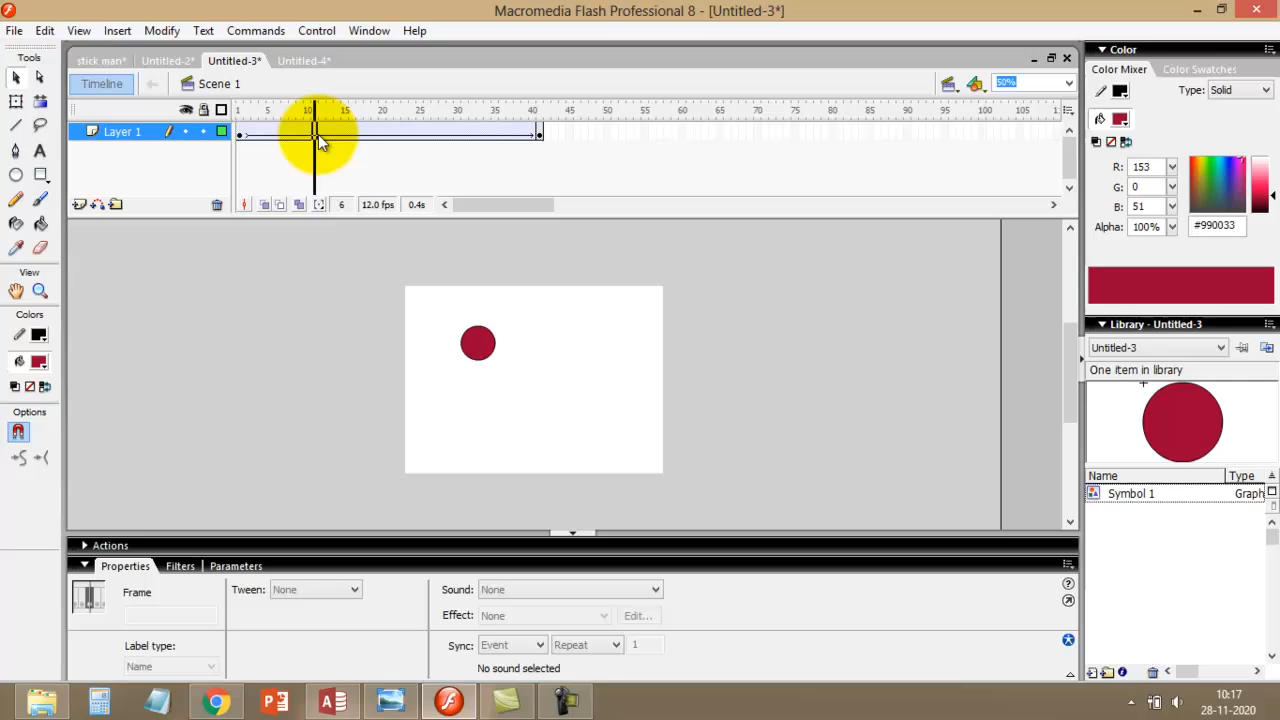 Macromedia Flash Professional 8 - [Untitled-3*]
File Edit View Insert Modify Text Commands Control Window Help
Tools
stick man* Untitled-2* Untitled-3* Untitled-4*
Timeline Scene 1 50%
1 5 10 15 20 25 30 35 40 45 50 55 60 65 70 75 80 85 90 95 100 105
Layer 1
6 12.0 fps 0.4s
View
Colors
Options
Color
Color Mixer Color Swatches
Type: Solid
R: 153
G: 0
B: 51
Alpha: 100% #990033
Library - Untitled-3
Untitled-3
One item in library
Name Type
Symbol 1 Graph
Actions
Properties Filters Parameters
Frame Tween: None Sound: None
Effect: None Edit...
Label type: Sync: Event Repeat 1
Name No sound selected
10:17
28-11-2020